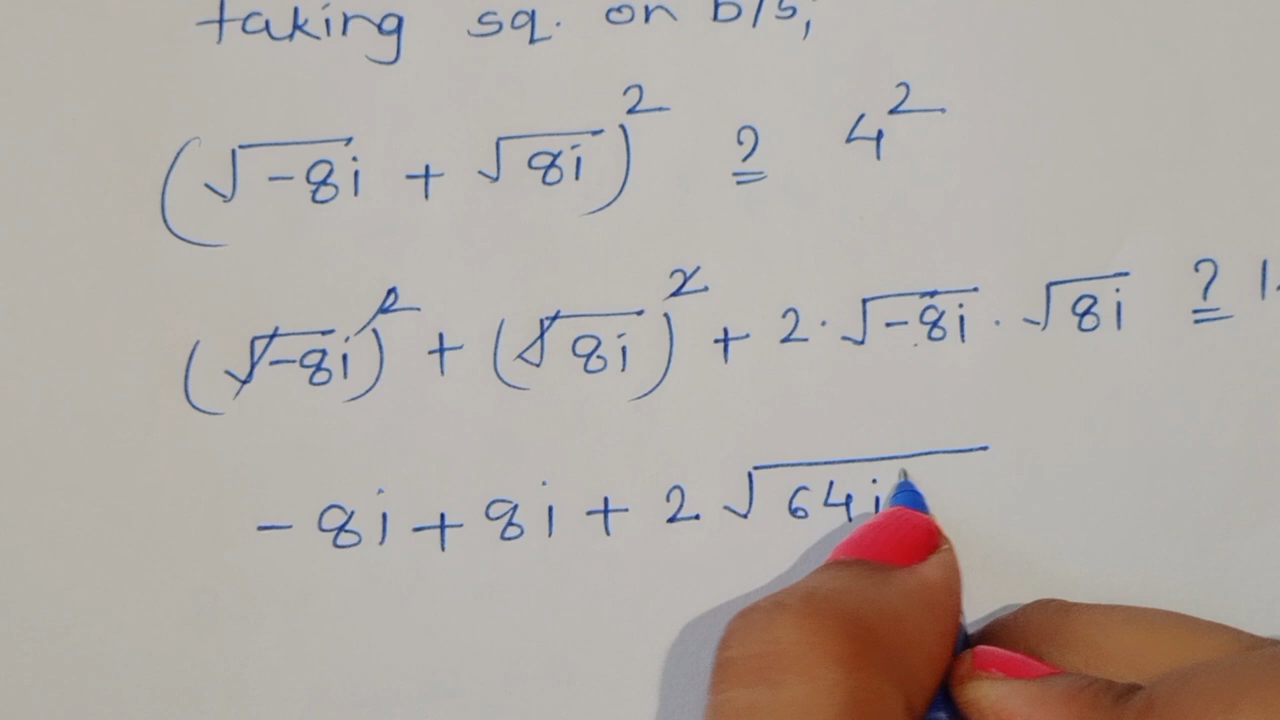 taking sq. on b/s,
(√-8i + √8i)² ≟ 4²
(√-8i)² + (√8i)² + 2·√-8i · √8i ≟ 1
-8i + 8i + 2√64i